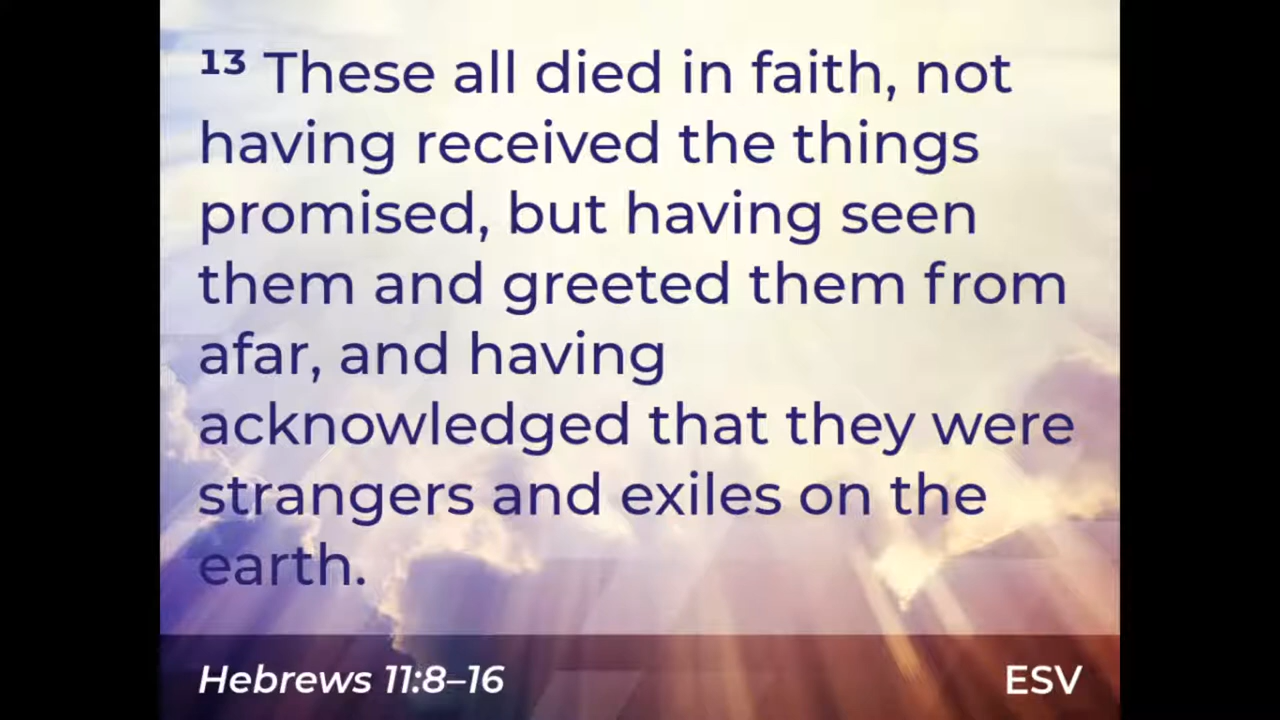 13 These all died in faith, not
having received the things
promised, but having seen
them and greeted them from
afar, and having
acknowledged that they were
strangers and exiles on the
earth.
Hebrews 11:8–16
ESV